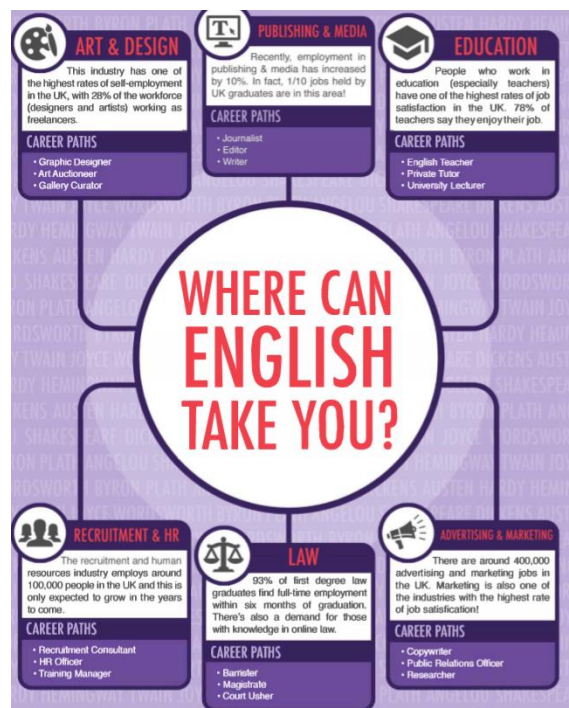 ART & DESIGN
This industry has one of
the highest rates of self-employment
in the UK, with 28% of the workforce
(designers and artists) working as
freelancers.
CAREER PATHS
• Graphic Designer
• Art Auctioneer
• Gallery Curator
T
PUBLISHING & MEDIA
Recently, employment in
publishing & media has increased
by 10%. In fact, 1/10 jobs held by
UK graduates are in this area!
CAREER PATHS
• Journalist
• Editor
• Writer
EDUCATION
People who work in
education (especially teachers)
have one of the highest rates of job
satisfaction in the UK. 78% of
teachers say they enjoy their job.
CAREER PATHS
• English Teacher
• Private Tutor
• University Lecturer
WHERE CAN
ENGLISH
TAKE YOU?
RECRUITMENT & HR
The recruitment and human
resources industry employs around
100,000 people in the UK and this is
only expected to grow in the years
to come.
CAREER PATHS
• Recruitment Consultant
• HR Officer
• Training Manager
LAW
93% of first degree law
graduates find full-time employment
within six months of graduation.
There's also a demand for those
with knowledge in online law.
CAREER PATHS
• Barrister
• Magistrate
• Court Usher
ADVERTISING & MARKETING
There are around 400,000
advertising and marketing jobs in
the UK. Marketing is also one of
the industries with the highest rate
of job satisfication!
CAREER PATHS
• Copywriter
• Public Relations Officer
• Researcher